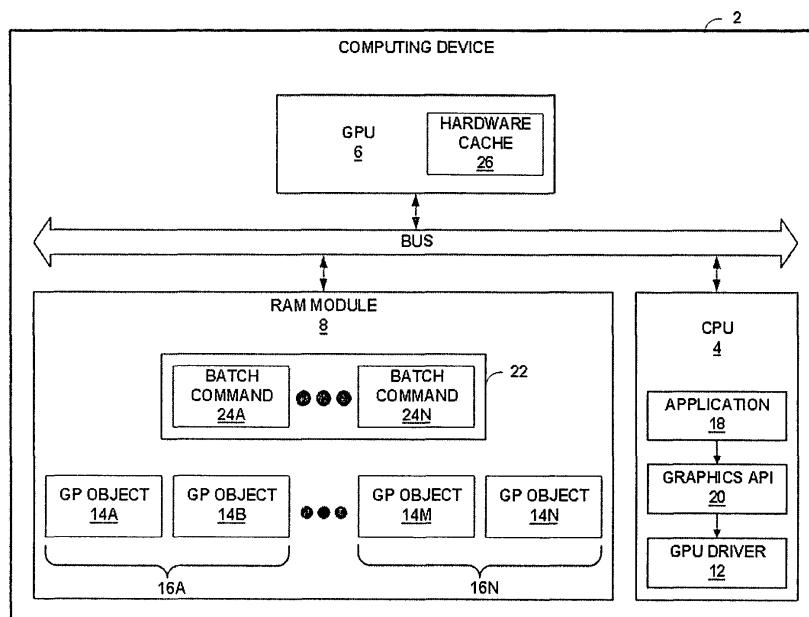 2
COMPUTING DEVICE
GPU
6
HARDWARE
CACHE
26
BUS
RAM MODULE
8
22
BATCH
COMMAND
24A
BATCH
COMMAND
24N
GP OBJECT
14A
GP OBJECT
14B
GP OBJECT
14M
GP OBJECT
14N
16A
16N
CPU
4
APPLICATION
18
GRAPHICS API
20
GPU DRIVER
12